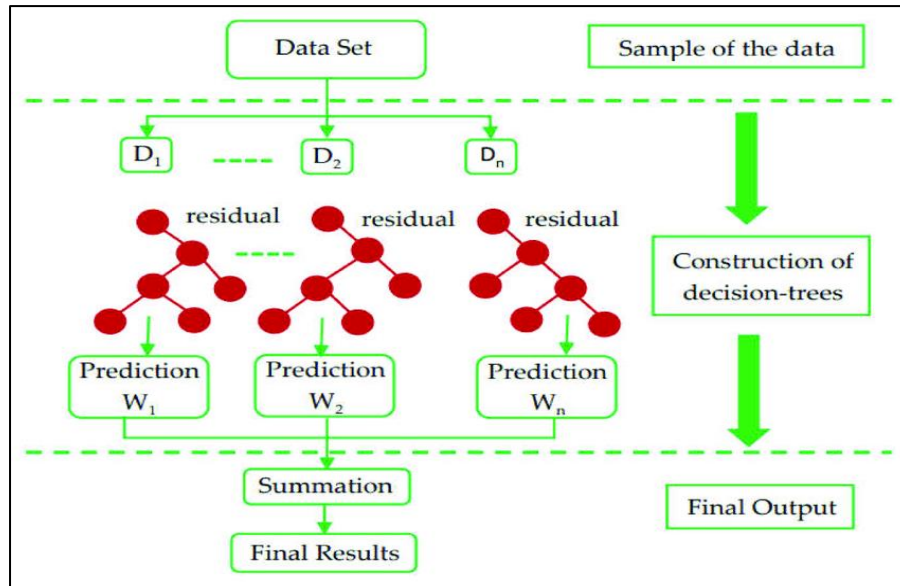 Data Set
Sample of the data
D₁
D₂
Dₙ
residual
residual
residual
Construction of
decision-trees
Prediction
W₁
Prediction
W₂
Prediction
Wₙ
Summation
Final Output
Final Results